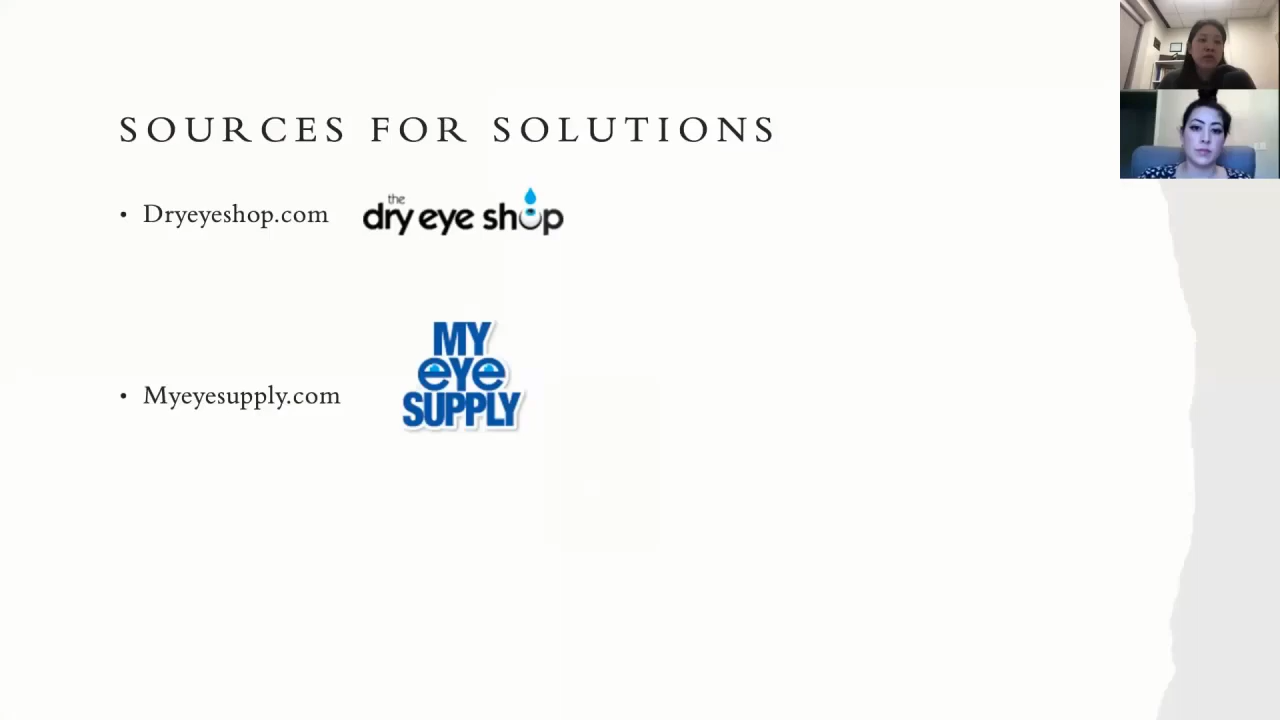 SOURCES FOR SOLUTIONS
• Dryeyeshop.com
the
dry eye shop
MY
eYe
SUPPLY
• Myeyesupply.com